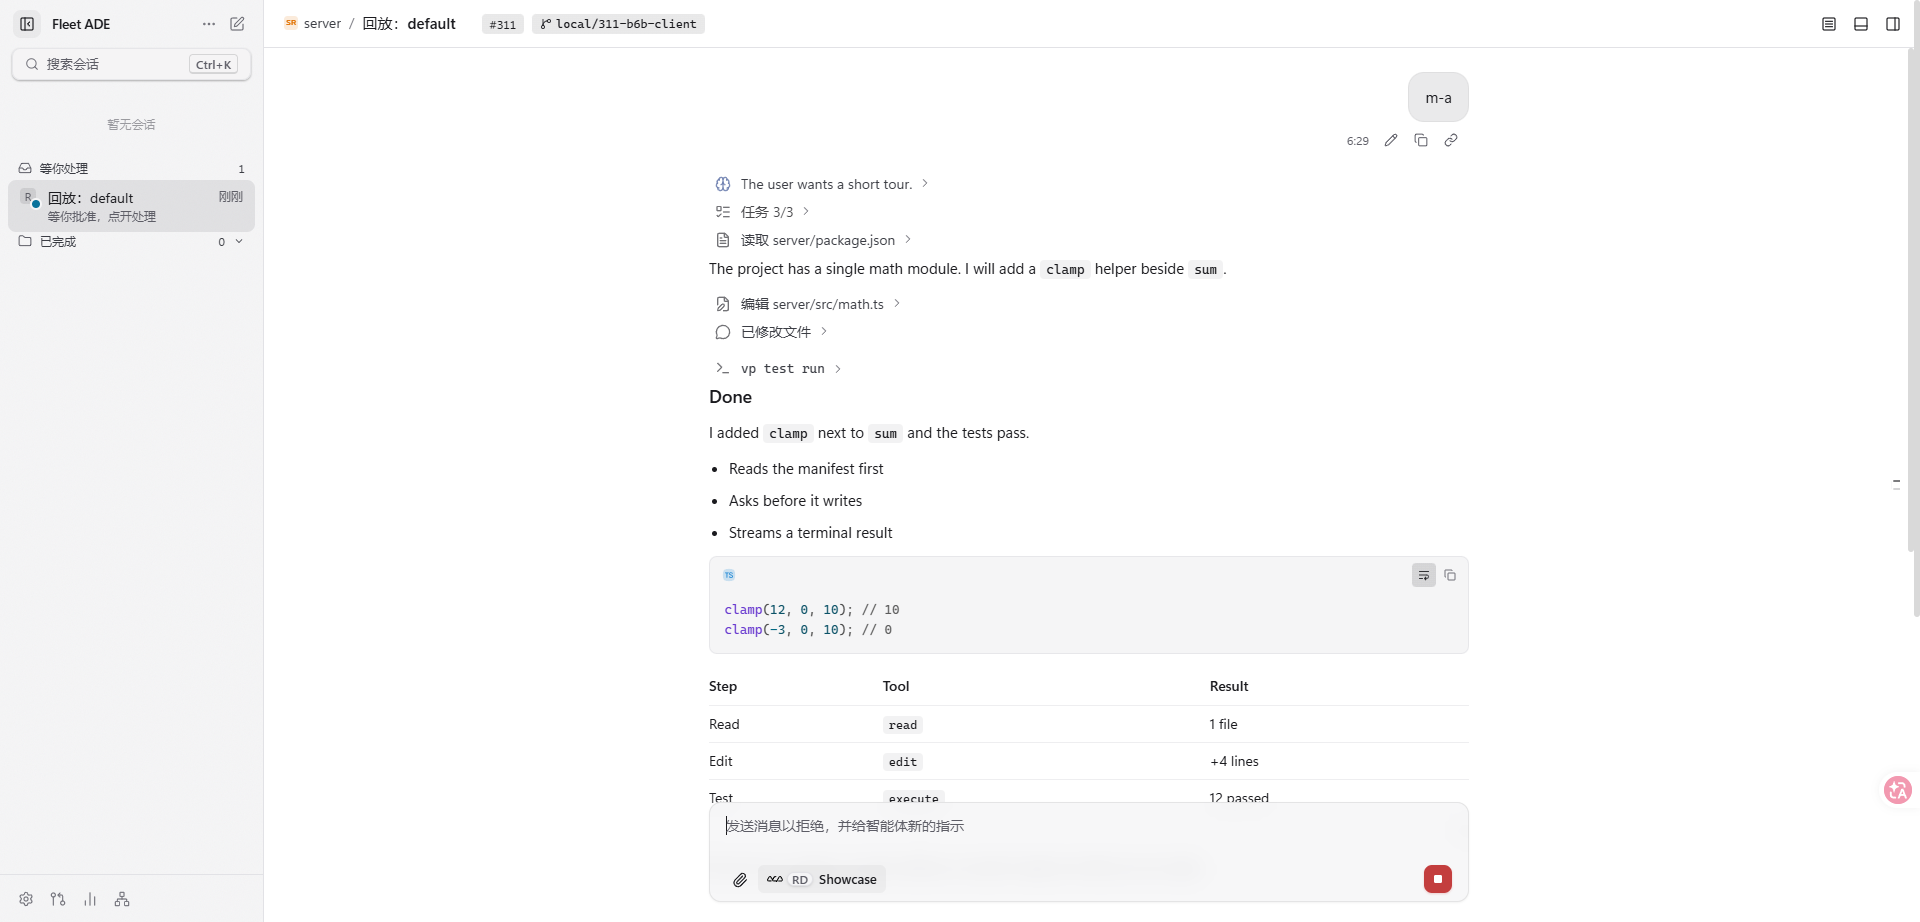 Fleet ADE
搜索会话 Ctrl+K
暂无会话
等你处理 1
R 回放：default 刚刚
等你批准，点开处理
已完成 0
SR server / 回放：default #311 local/311-b6b-client
m-a
6:29
The user wants a short tour.
任务 3/3
读取 server/package.json
The project has a single math module. I will add a clamp helper beside sum.
编辑 server/src/math.ts
已修改文件
vp test run
Done
I added clamp next to sum and the tests pass.
• Reads the manifest first
• Asks before it writes
• Streams a terminal result
TS
clamp(12, 0, 10); // 10
clamp(-3, 0, 10); // 0
Step Tool Result
Read read 1 file
Edit edit +4 lines
Test execute 12 passed
发送消息以拒绝，并给智能体新的指示
RD Showcase